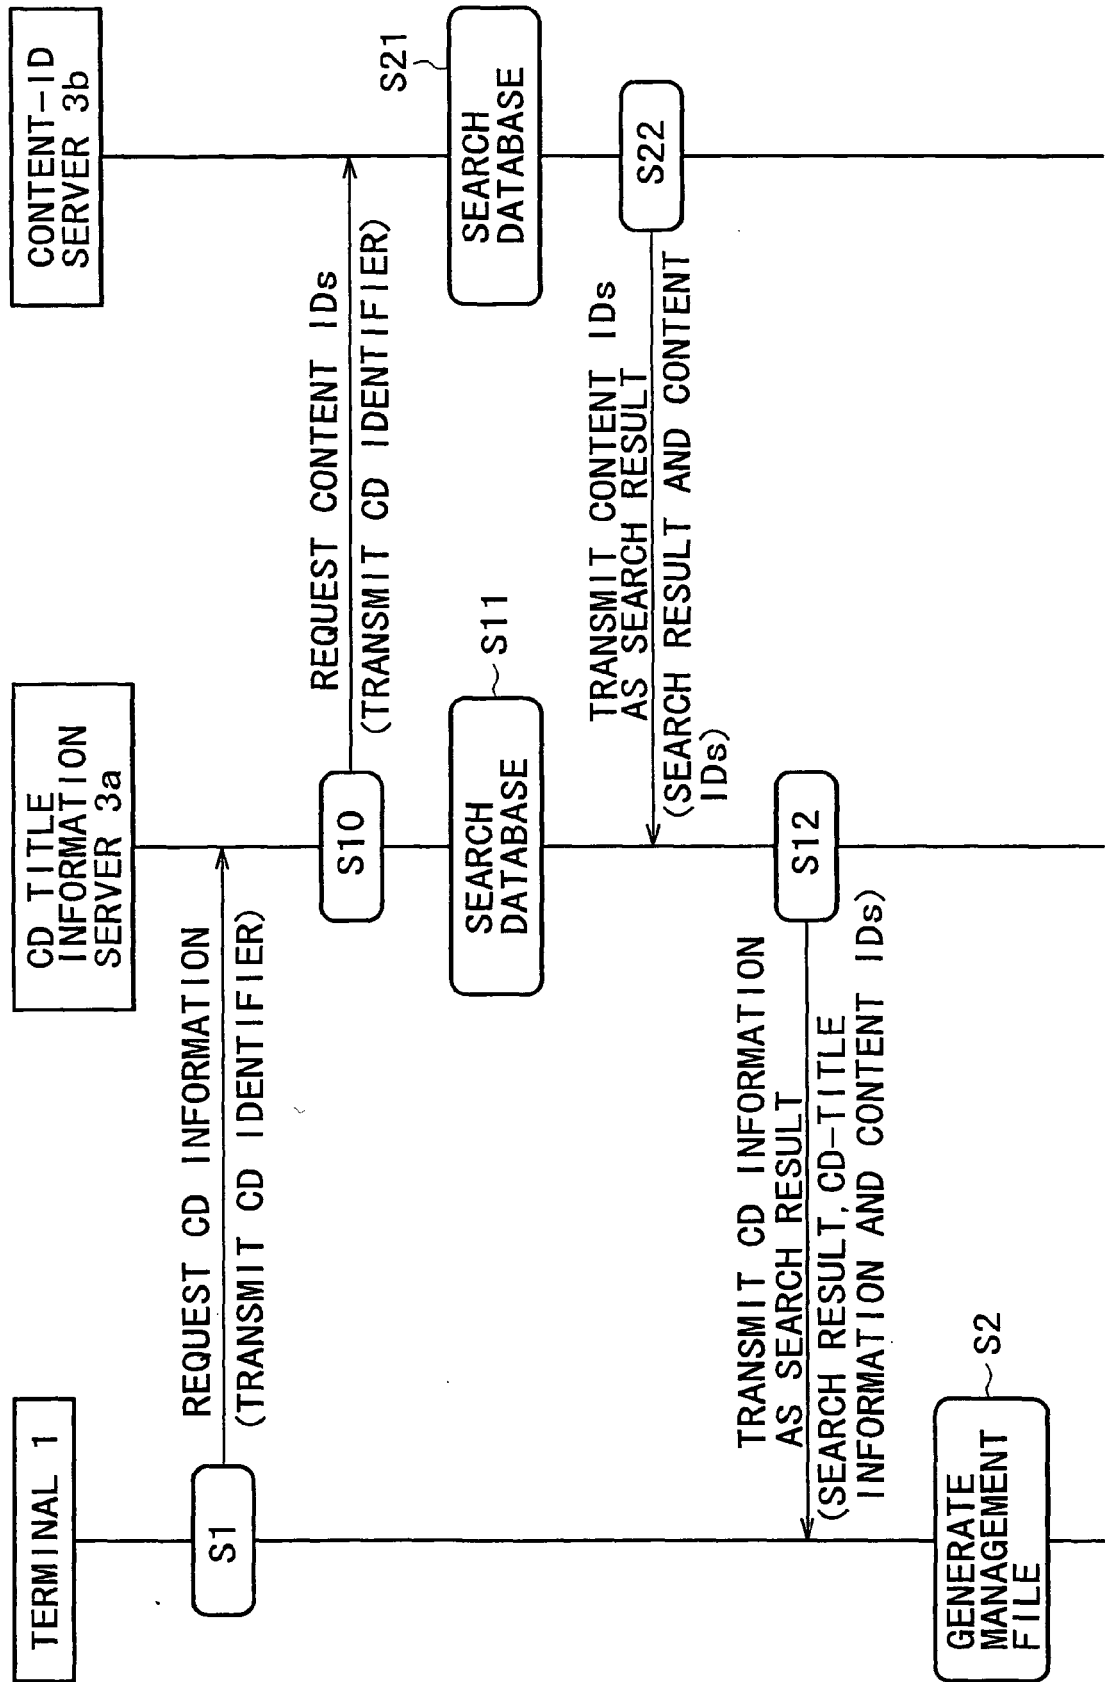 TERMINAL 1
CD TITLE
INFORMATION
SERVER 3a
CONTENT-ID
SERVER 3b
S1
REQUEST CD INFORMATION
(TRANSMIT CD IDENTIFIER)
S10
REQUEST CONTENT IDs
(TRANSMIT CD IDENTIFIER)
SEARCH
DATABASE
S11
SEARCH
DATABASE
S21
S22
TRANSMIT CONTENT IDs
AS SEARCH RESULT
(SEARCH RESULT AND CONTENT
IDs)
S12
TRANSMIT CD INFORMATION
AS SEARCH RESULT
(SEARCH RESULT, CD-TITLE
INFORMATION AND CONTENT IDs)
GENERATE
MANAGEMENT
FILE
S2